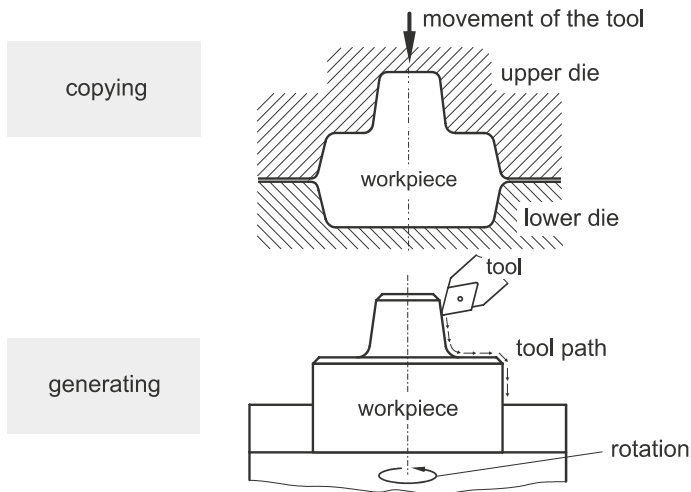 movement of the tool
copying
upper die
workpiece
lower die
tool
tool path
generating
workpiece
rotation